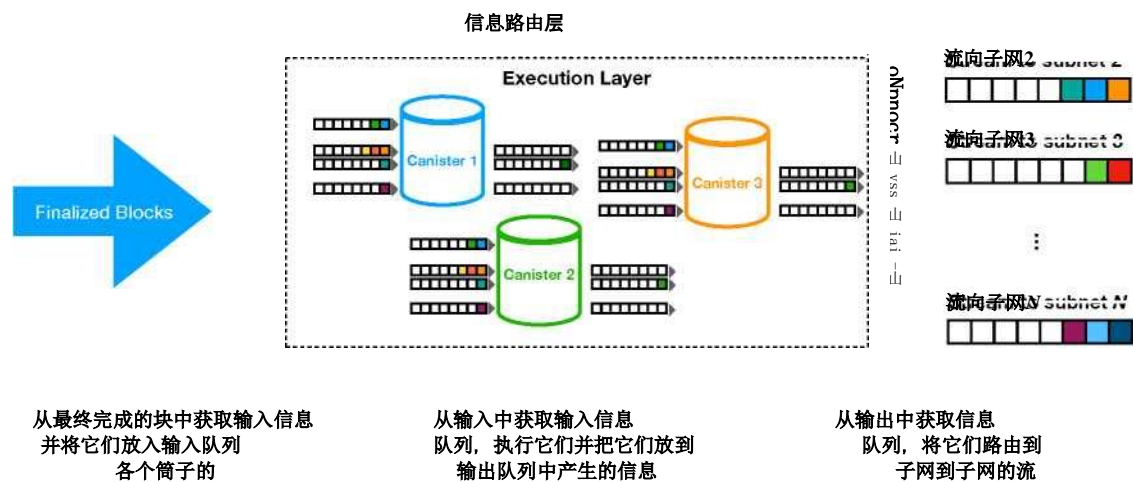 信息路由层
Execution Layer
Finalized Blocks
Canister 1
Canister 2
Canister 3
流向子网2
subnet 2
流向子网3
subnet 3
流向子网N
subnet N
从最终完成的块中获取输入信息
并将它们放入输入队列
各个筒子的
从输入中获取输入信息
队列，执行它们并把它们放到
输出队列中产生的信息
从输出中获取信息
队列，将它们路由到
子网到子网的流